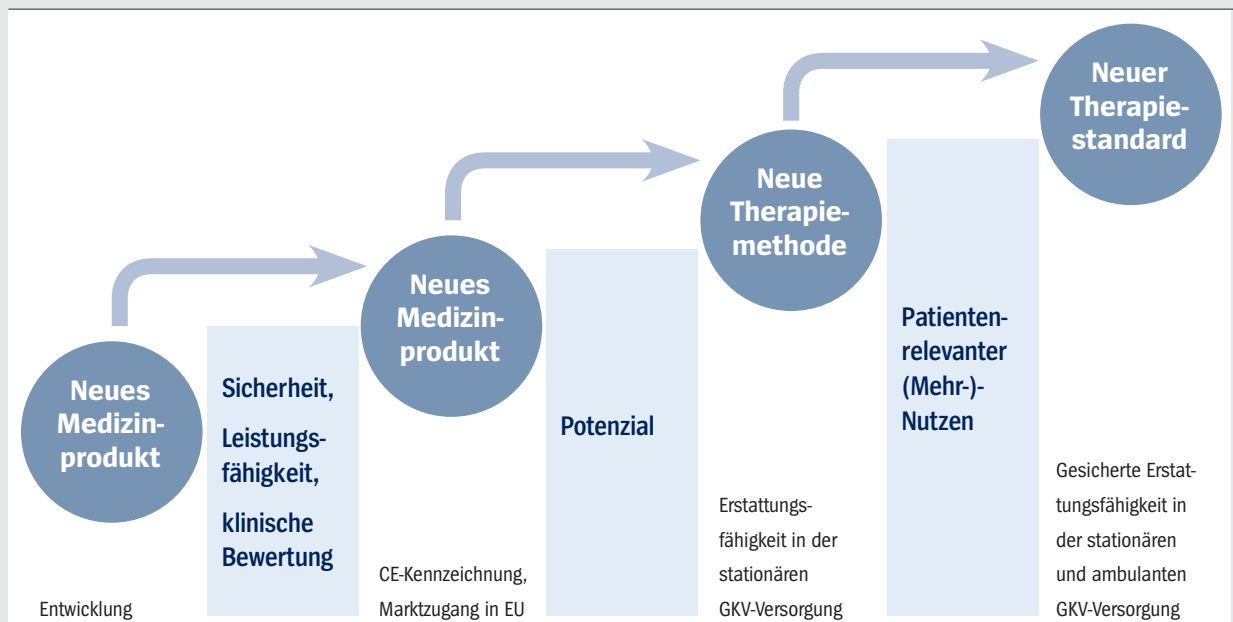 Neues
Medizin-
produkt
Entwicklung
Sicherheit,
Leistungs-
fähigkeit,
klinische
Bewertung
Neues
Medizin-
produkt
CE-Kennzeichnung,
Marktzugang in EU
Potenzial
Neue
Therapie-
methode
Erstattungs-
fähigkeit in der
stationären
GKV-Versorgung
Patienten-
relevanter
(Mehr-)-
Nutzen
Neuer
Therapie-
standard
Gesicherte Erstat-
tungsfähigkeit in
der stationären
und ambulanten
GKV-Versorgung